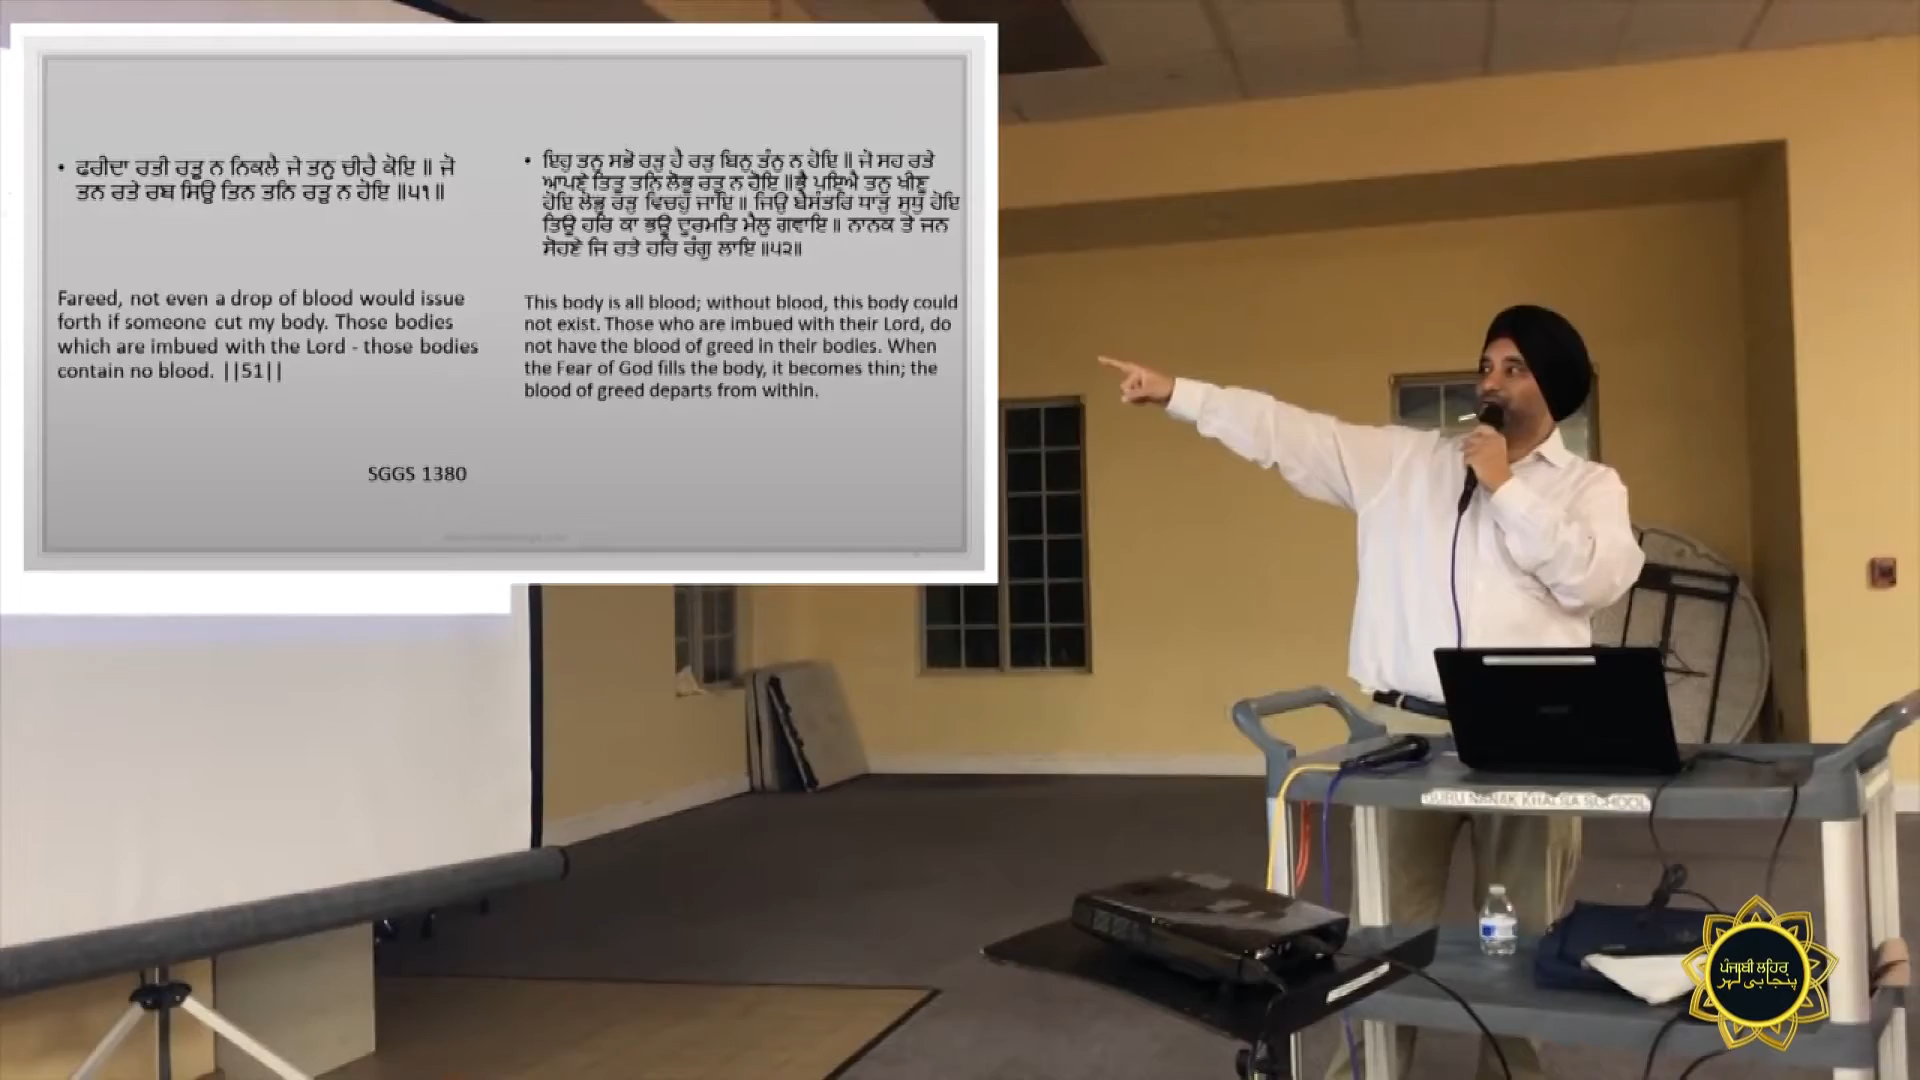 • ਫਰੀਦਾ ਰਤੀ ਰਤੁ ਨ ਨਿਕਲੈ ਜੇ ਤਨੁ ਚੀਰੈ ਕੋਇ ॥ ਜੋ
ਤਨ ਰਤੇ ਰਬ ਸਿਉ ਤਿਨ ਤਨਿ ਰਤੁ ਨ ਹੋਇ ॥੫੧॥
Fareed, not even a drop of blood would issue
forth if someone cut my body. Those bodies
which are imbued with the Lord - those bodies
contain no blood. ||51||
• ਇਹੁ ਤਨੁ ਸਭੋ ਰਤੁ ਹੈ ਰਤੁ ਬਿਨੁ ਤੰਨੁ ਨ ਹੋਇ ॥ ਜੋ ਸਹ ਰਤੇ
ਆਪਣੇ ਤਿਤੁ ਤਨਿ ਲੋਭੁ ਰਤੁ ਨ ਹੋਇ ॥ਭੈ ਪਇਐ ਤਨੁ ਖੀਣੁ
ਹੋਇ ਲੋਭੁ ਰਤੁ ਵਿਚਹੁ ਜਾਇ ॥ ਜਿਉ ਬੈਸੰਤਰਿ ਧਾਤੁ ਸੁਧੁ ਹੋਇ
ਤਿਉ ਹਰਿ ਕਾ ਭਉ ਦੁਰਮਤਿ ਮੈਲੁ ਗਵਾਇ ॥ ਨਾਨਕ ਤੇ ਜਨ
ਸੋਹਣੇ ਜਿ ਰਤੇ ਹਰਿ ਰੰਗੁ ਲਾਇ ॥੫੨॥
This body is all blood; without blood, this body could
not exist. Those who are imbued with their Lord, do
not have the blood of greed in their bodies. When
the Fear of God fills the body, it becomes thin; the
blood of greed departs from within.
SGGS 1380
GURU NANAK KHALSA SCHOOL
ਪੰਜਾਬੀ ਲਹਿਰ
پنجابی لہر